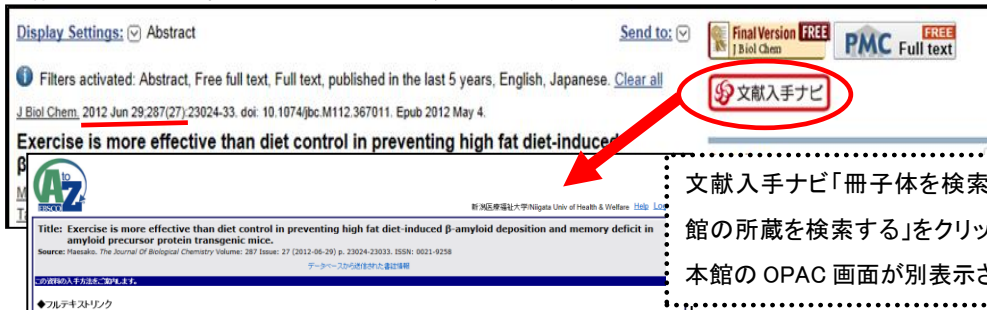 Display Settings: Abstract
Send to:
Final Version FREE
J Biol Chem
PMC FREE
Full text
Filters activated: Abstract, Free full text, Full text, published in the last 5 years, English, Japanese. Clear all
文献入手ナビ
J Biol Chem. 2012 Jun 29;287(27):23024-33. doi: 10.1074/jbc.M112.367011. Epub 2012 May 4.
Exercise is more effective than diet control in preventing high fat diet-induced
β
AtoZ
EBSCO
新潟医療福祉大学/Niigata Univ of Health & Welfare Help
Title: Exercise is more effective than diet control in preventing high fat diet-induced β-amyloid deposition and memory deficit in
amyloid precursor protein transgenic mice.
Source: Maesako. The Journal Of Biological Chemistry Volume: 287 Issue: 27 (2012-06-29) p. 23024-23033. ISSN: 0021-9258
データベースから送信された書誌情報
この資料の入手方法をご案内します。
◆フルテキストリンク
文献入手ナビ「冊子体を検索
館の所蔵を検索する」をクリッ
本館の OPAC 画面が別表示さ